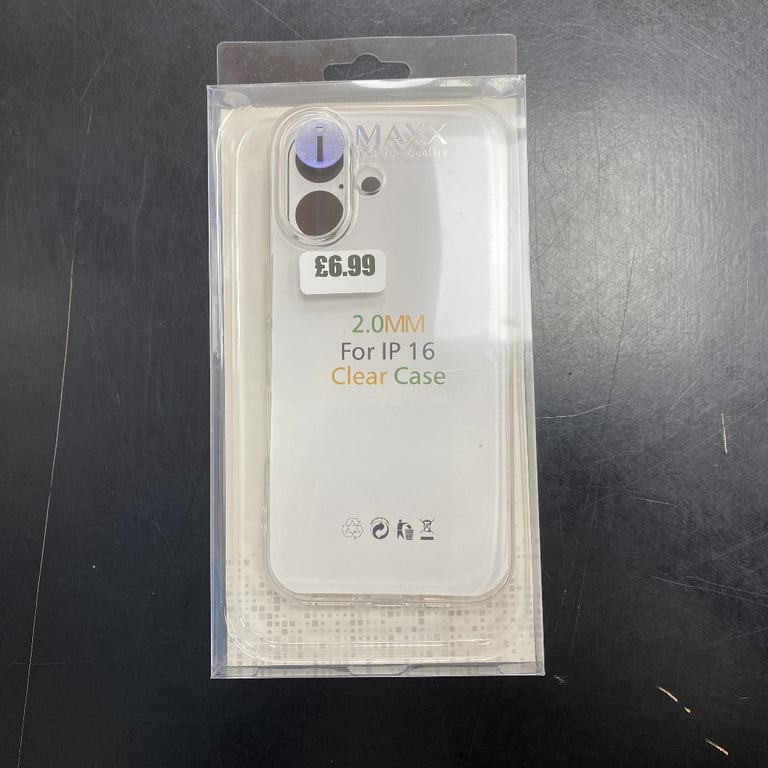 i MAXX
£6.99
2.0MM
For IP 16
Clear Case